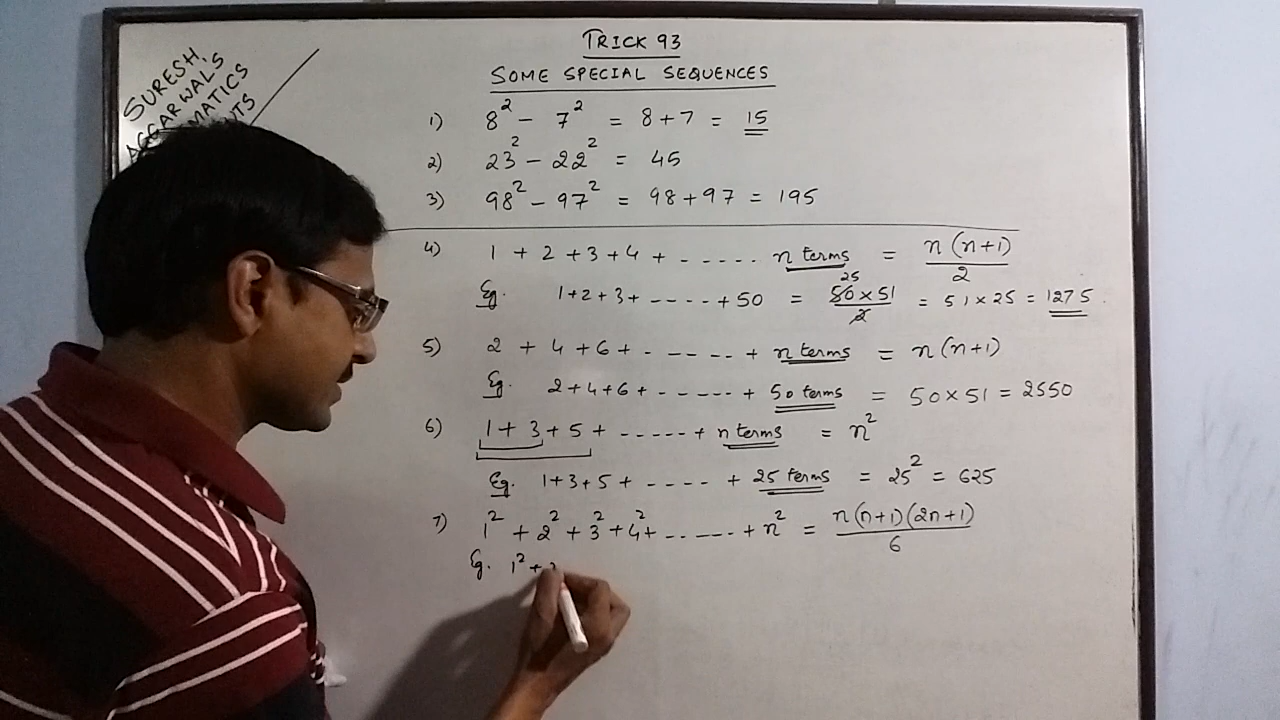 TRICK 93
SOME SPECIAL SEQUENCES
SURESH
AGGARWAL'S
1) 8² - 7² = 8+7 = 15
2) 23² - 22² = 45
3) 98² - 97² = 98+97 = 195
4) 1 + 2 + 3 + 4 + - - - - - n terms = n(n+1)/2
Eg. 1+2+3+ - - - - + 50 = 50×51/2 25 = 51×25 = 1275.
5) 2 + 4 + 6 + - - - - - + n terms = n(n+1)
Eg. 2+4+6+ - - - - - + 50 terms = 50×51 = 2550
6) 1 + 3 + 5 + - - - - - + n terms = n²
Eg. 1+3+5 + - - - - + 25 terms = 25² = 625
7) 1² + 2² + 3² + 4² + - - - - - + n² = n(n+1)(2n+1)/6
Eg. 1² +